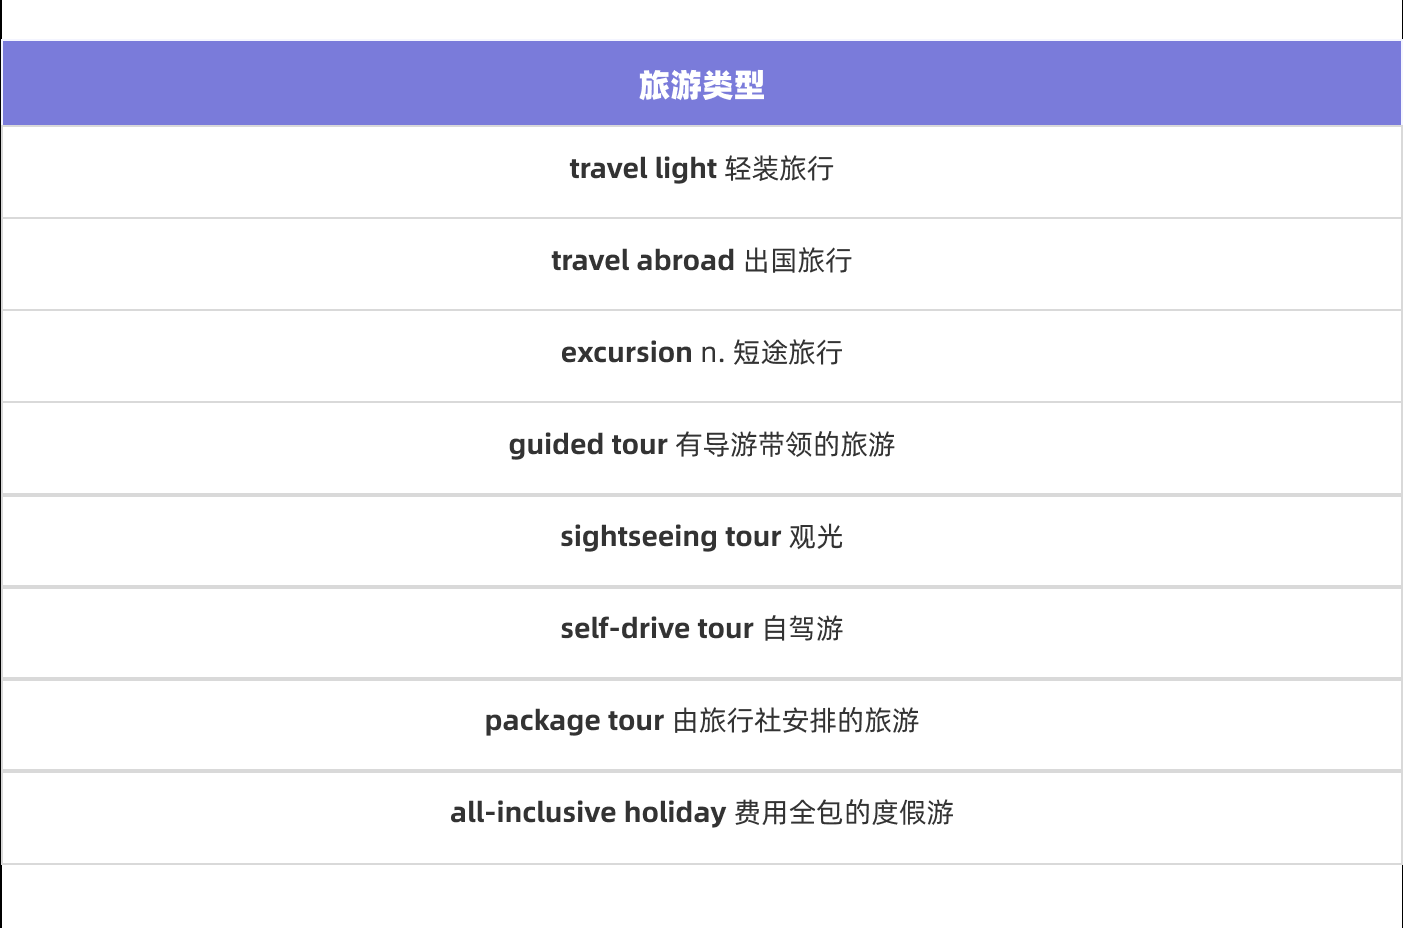 旅游类型
travel light 轻装旅行
travel abroad 出国旅行
excursion n. 短途旅行
guided tour 有导游带领的旅游
sightseeing tour 观光
self-drive tour 自驾游
package tour 由旅行社安排的旅游
all-inclusive holiday 费用全包的度假游